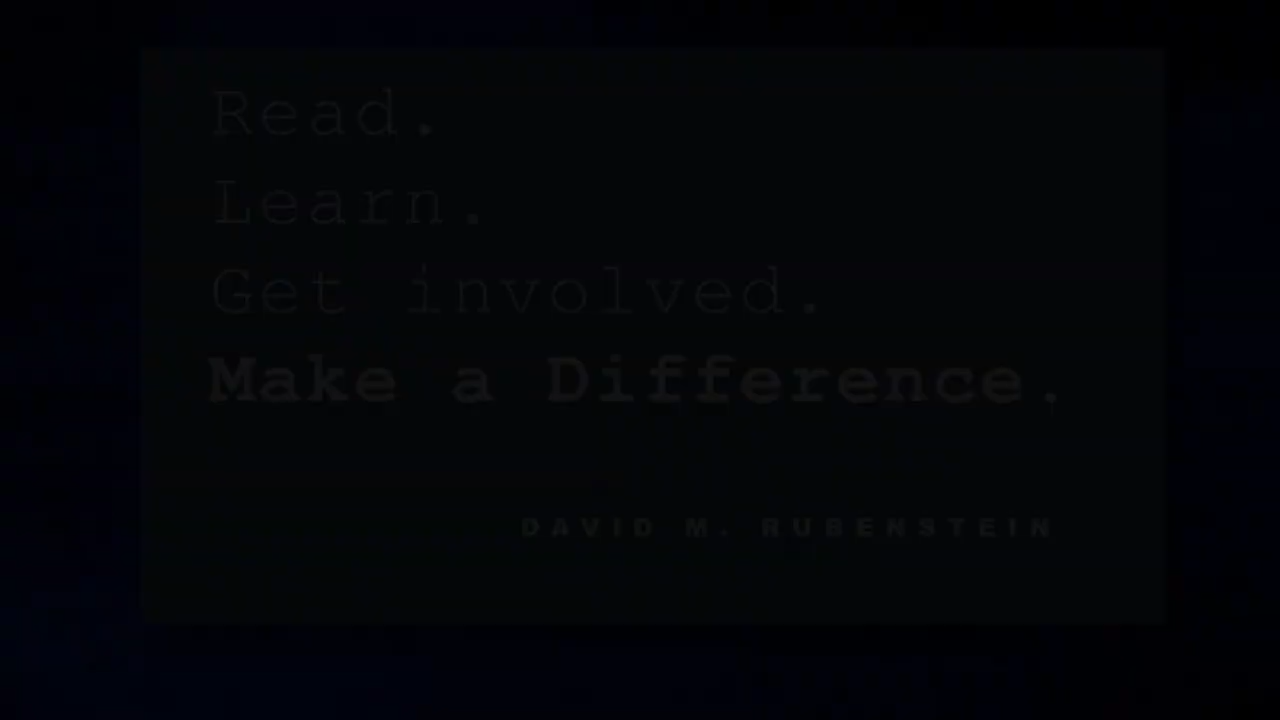 Read.
Learn.
Get involved.
Make a Difference.
DAVID M. RUBENSTEIN